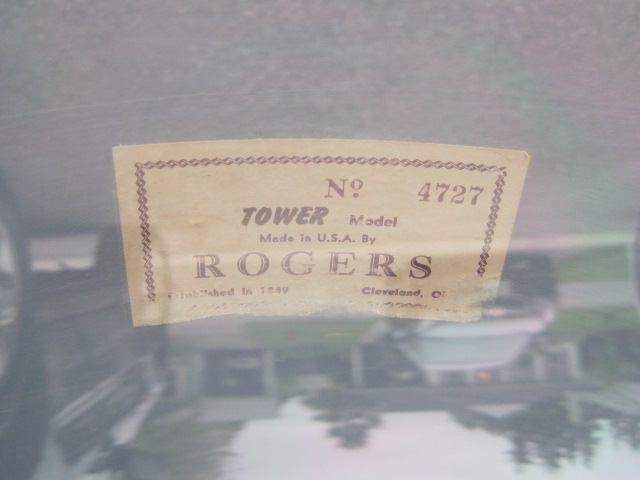 Nº 4727
TOWER Model
Made in U.S.A. By
ROGERS
Established in 1849 Cleveland,